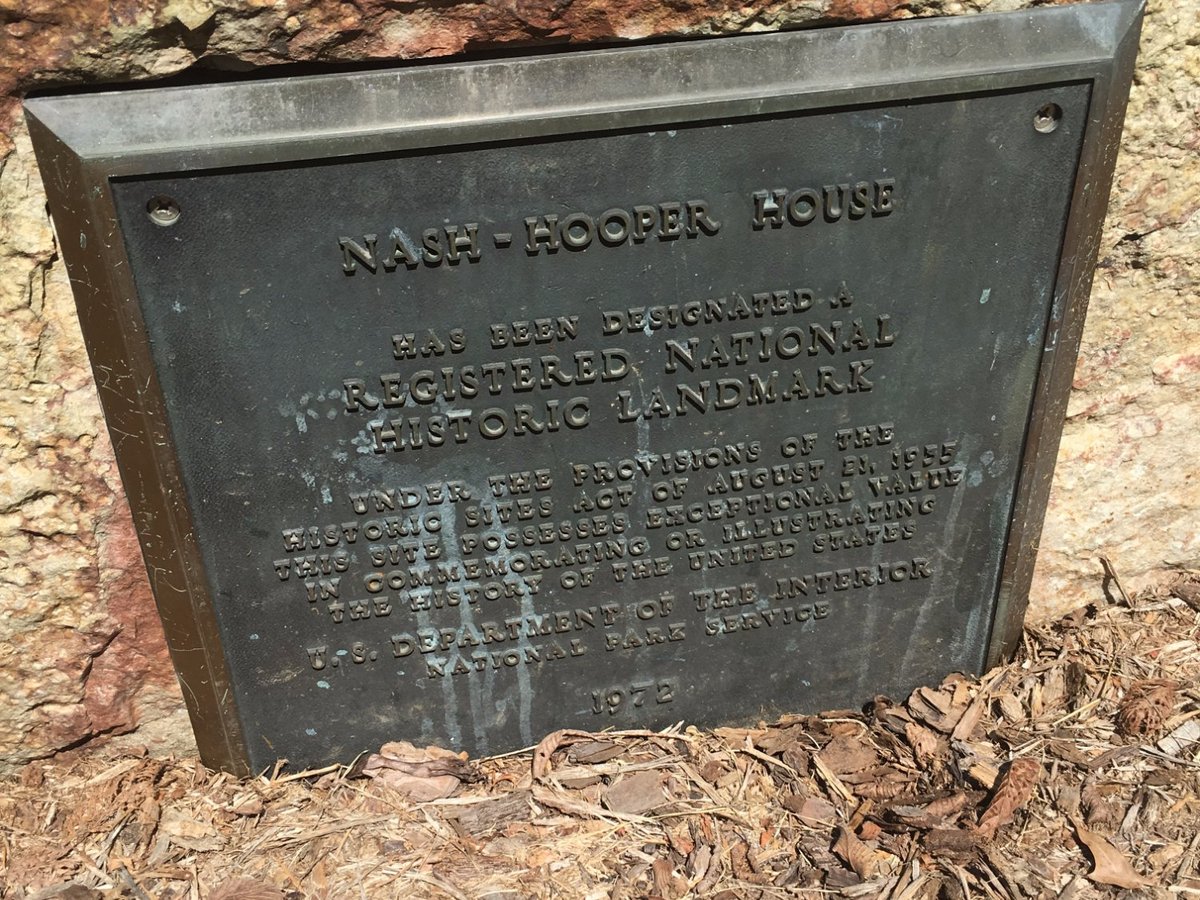 NASH-HOOPER HOUSE
HAS BEEN DESIGNATED A
REGISTERED NATIONAL
HISTORIC LANDMARK
UNDER THE PROVISIONS OF THE
HISTORIC SITES ACT OF AUGUST 21, 1935
THIS SITE POSSESSES EXCEPTIONAL VALUE
IN COMMEMORATING OR ILLUSTRATING
THE HISTORY OF THE UNITED STATES
U. S. DEPARTMENT OF THE INTERIOR
NATIONAL PARK SERVICE
1972